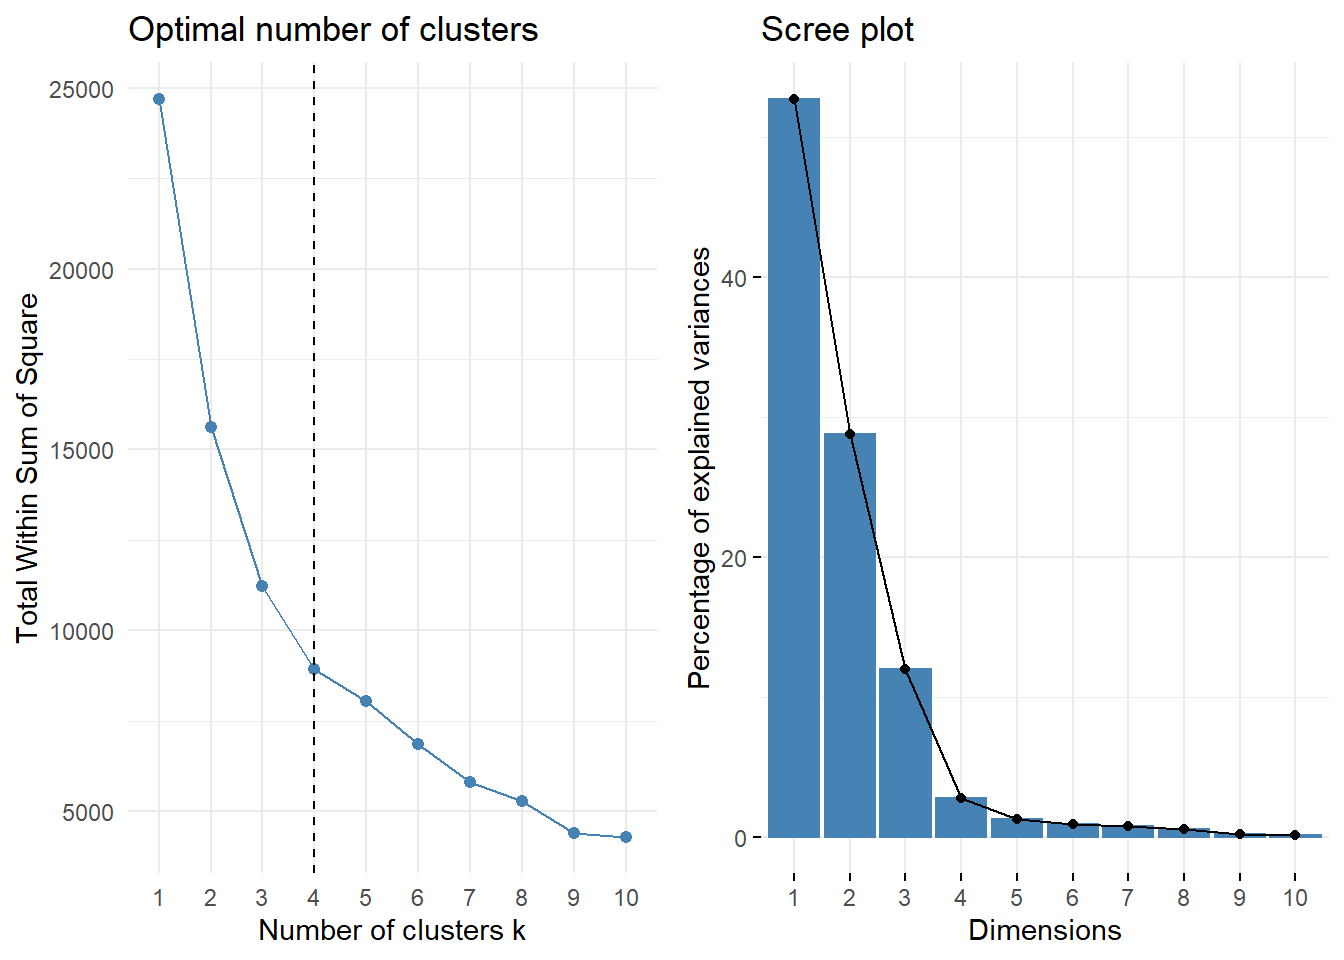 Optimal number of clusters
25000
20000
15000
10000
5000
Total Within Sum of Square
1 2 3 4 5 6 7 8 9 10
Number of clusters k
Scree plot
40
20
0
Percentage of explained variances
1 2 3 4 5 6 7 8 9 10
Dimensions